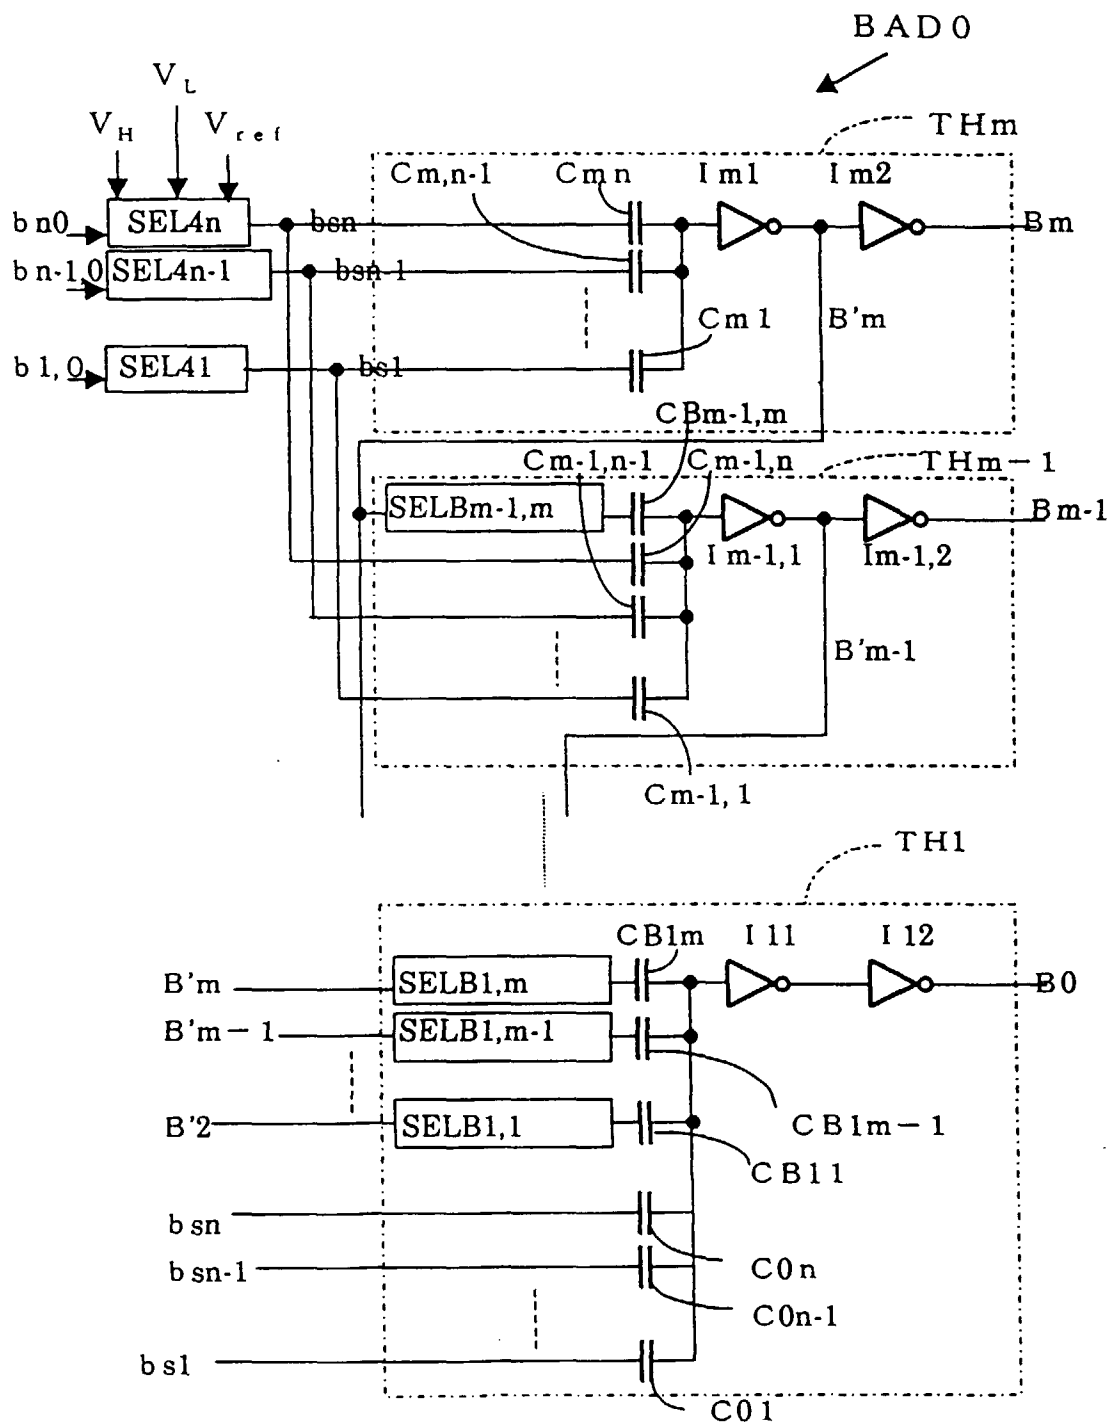 BAD0
VL
VH
Vref
THm
Cm,n-1
Cmn
Im1
Im2
bn0
SEL4n
bsn
Bm
bn-1,0
SEL4n-1
bsn-1
Cm1
B'm
b1,0
SEL41
bs1
CBm-1,m
Cm-1,n-1
Cm-1,n
THm-1
SELBm-1,m
Bm-1
Im-1,1
Im-1,2
B'm-1
Cm-1,1
TH1
CB1m
I11
I12
B'm
SELB1,m
B0
B'm-1
SELB1,m-1
B'2
SELB1,1
CB1m-1
CB11
bsn
C0n
bsn-1
C0n-1
bs1
C01